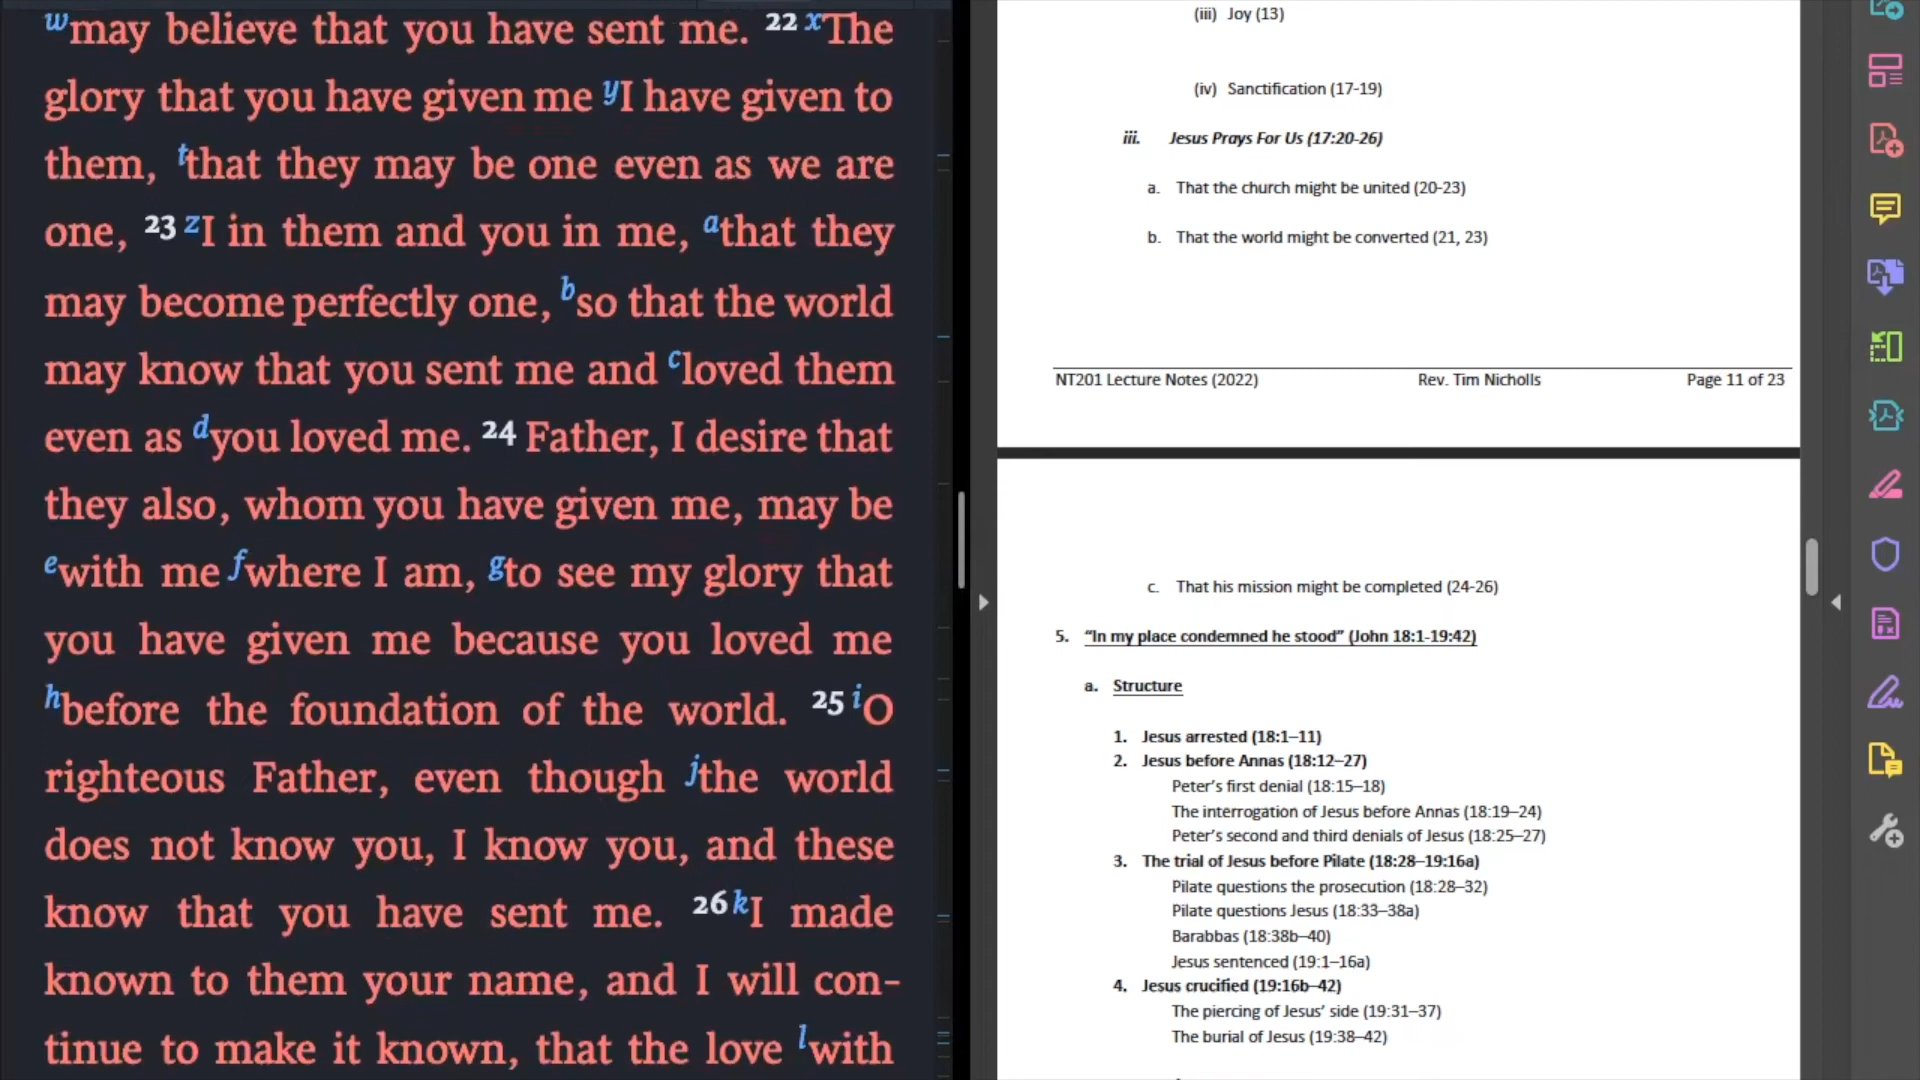 wmay believe that you have sent me. 22 xThe
glory that you have given me yI have given to
them, tthat they may be one even as we are
one, 23 zI in them and you in me, athat they
may become perfectly one, bso that the world
may know that you sent me and cloved them
even as dyou loved me. 24 Father, I desire that
they also, whom you have given me, may be
ewith me fwhere I am, gto see my glory that
you have given me because you loved me
hbefore the foundation of the world. 25 iO
righteous Father, even though jthe world
does not know you, I know you, and these
know that you have sent me. 26 kI made
known to them your name, and I will con-
tinue to make it known, that the love lwith
(iii) Joy (13)
(iv) Sanctification (17-19)
iii. Jesus Prays For Us (17:20-26)
a. That the church might be united (20-23)
b. That the world might be converted (21, 23)
NT201 Lecture Notes (2022) Rev. Tim Nicholls Page 11 of 23
c. That his mission might be completed (24-26)
5. “In my place condemned he stood” (John 18:1-19:42)
a. Structure
1. Jesus arrested (18:1–11)
2. Jesus before Annas (18:12–27)
Peter’s first denial (18:15–18)
The interrogation of Jesus before Annas (18:19–24)
Peter’s second and third denials of Jesus (18:25–27)
3. The trial of Jesus before Pilate (18:28–19:16a)
Pilate questions the prosecution (18:28–32)
Pilate questions Jesus (18:33–38a)
Barabbas (18:38b–40)
Jesus sentenced (19:1–16a)
4. Jesus crucified (19:16b–42)
The piercing of Jesus’ side (19:31–37)
The burial of Jesus (19:38–42)